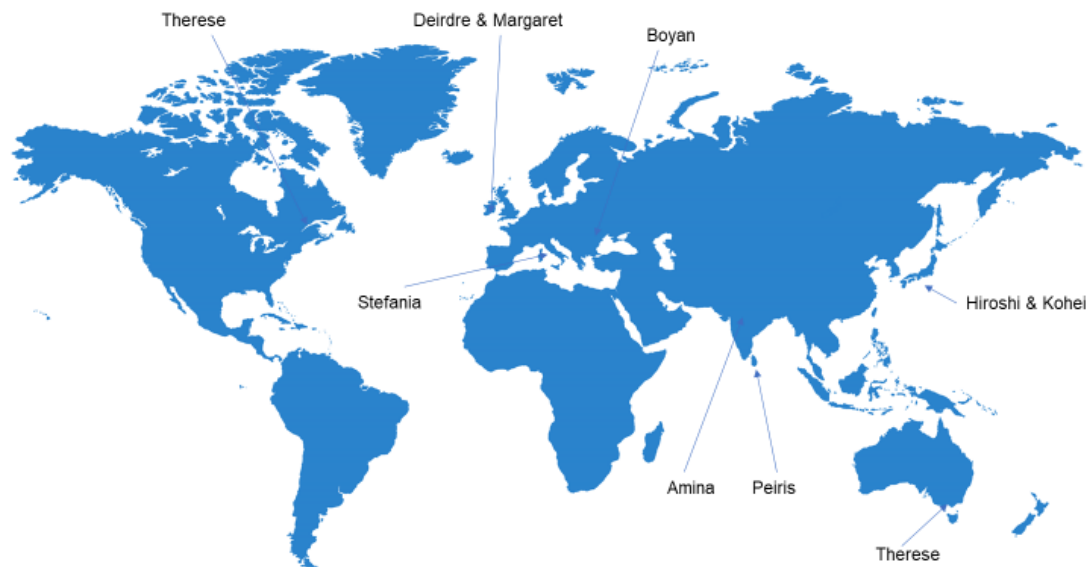 Therese
Deirdre & Margaret
Boyan
Stefania
Hiroshi & Kohei
Amina
Peiris
Therese